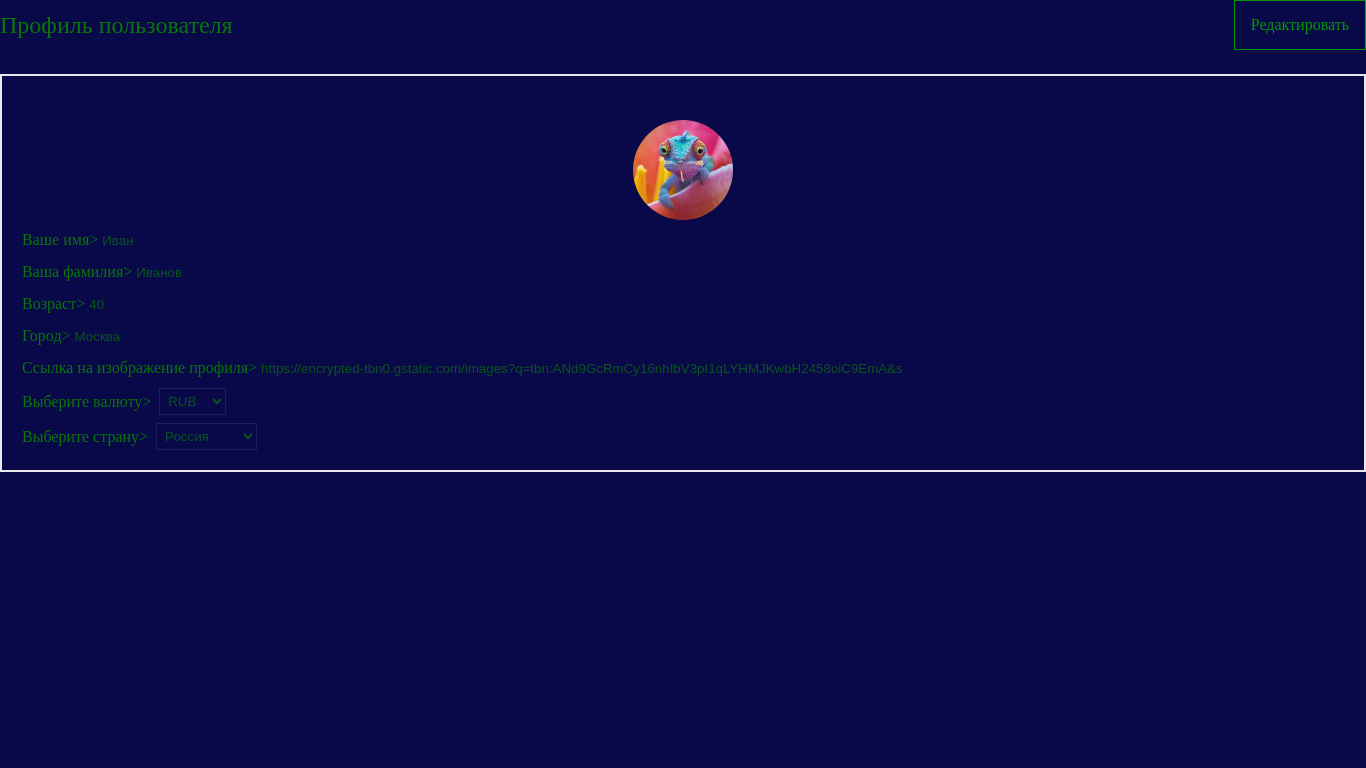 Профиль пользователя
Редактировать
Ваше имя> Иван
Ваша фамилия> Иванов
Возраст> 40
Город> Москва
Ссылка на изображение профиля> https://encrypted-tbn0.gstatic.com/images?q=tbn:ANd9GcRmCy16nhIbV3pI1qLYHMJKwbH2458oiC9EmA&s
Выберите валюту> RUB
Выберите страну> Россия